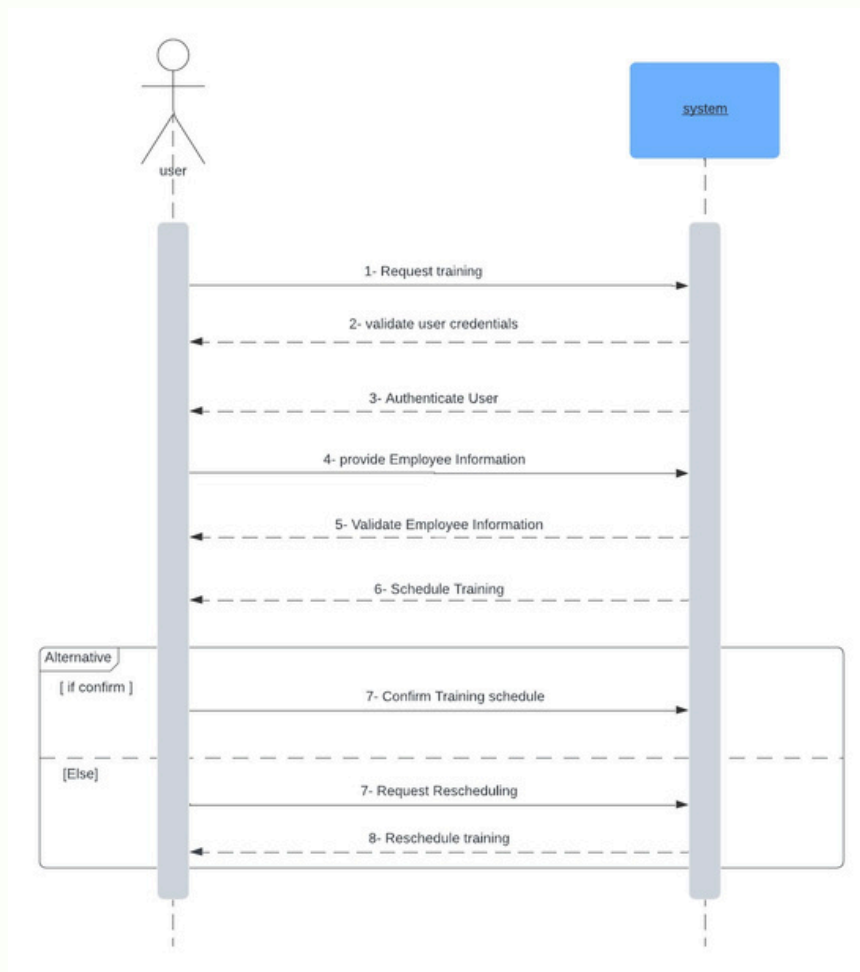 user
system
1- Request training
2- validate user credentials
3- Authenticate User
4- provide Employee Information
5- Validate Employee Information
6- Schedule Training
Alternative
[ if confirm ]
7- Confirm Training schedule
[Else]
7- Request Rescheduling
8- Reschedule training